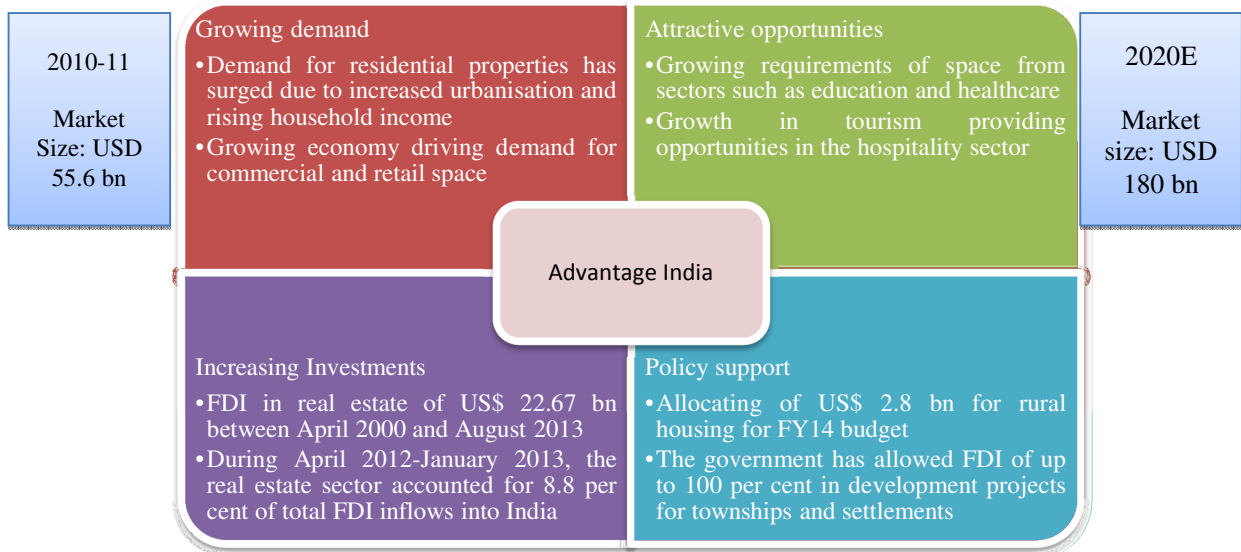 2010-11
Market
Size: USD
55.6 bn
Growing demand
•Demand for residential properties has
surged due to increased urbanisation and
rising household income
•Growing economy driving demand for
commercial and retail space
Attractive opportunities
•Growing requirements of space from
sectors such as education and healthcare
•Growth in tourism providing
opportunities in the hospitality sector
2020E
Market
size: USD
180 bn
Advantage India
Increasing Investments
•FDI in real estate of US$ 22.67 bn
between April 2000 and August 2013
•During April 2012-January 2013, the
real estate sector accounted for 8.8 per
cent of total FDI inflows into India
Policy support
•Allocating of US$ 2.8 bn for rural
housing for FY14 budget
•The government has allowed FDI of up
to 100 per cent in development projects
for townships and settlements